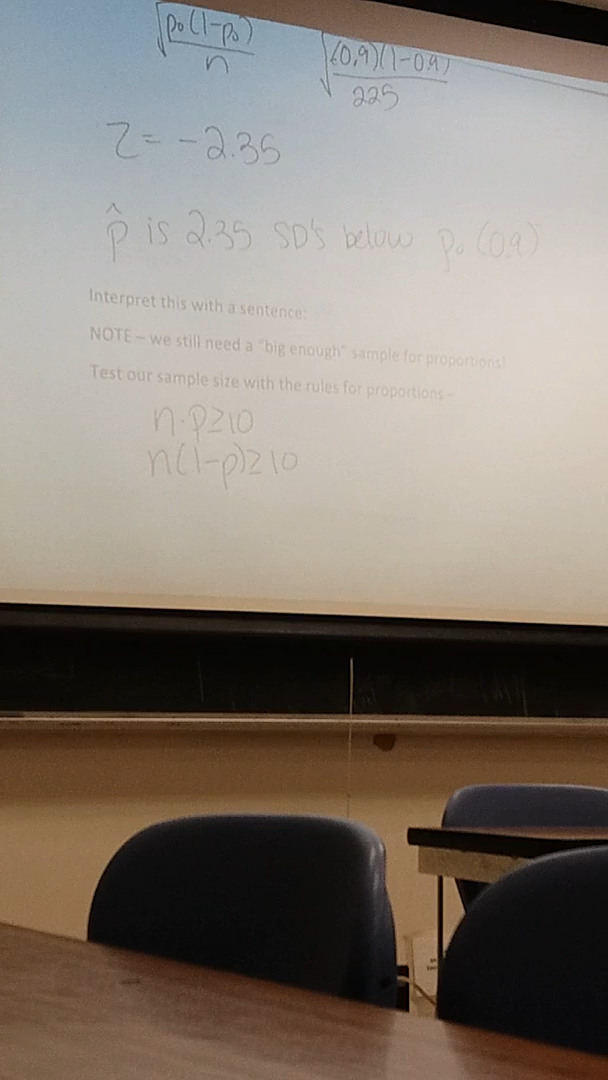 √(p₀(1-p₀)/n) √((0.9)(1-0.9)/225)
Z = -2.35
p̂ is 2.35 SD's below p₀ (0.9)
Interpret this with a sentence:
NOTE – we still need a "big enough" sample for proportions!
Test our sample size with the rules for proportions –
n·p≥10
n(1-p)≥10